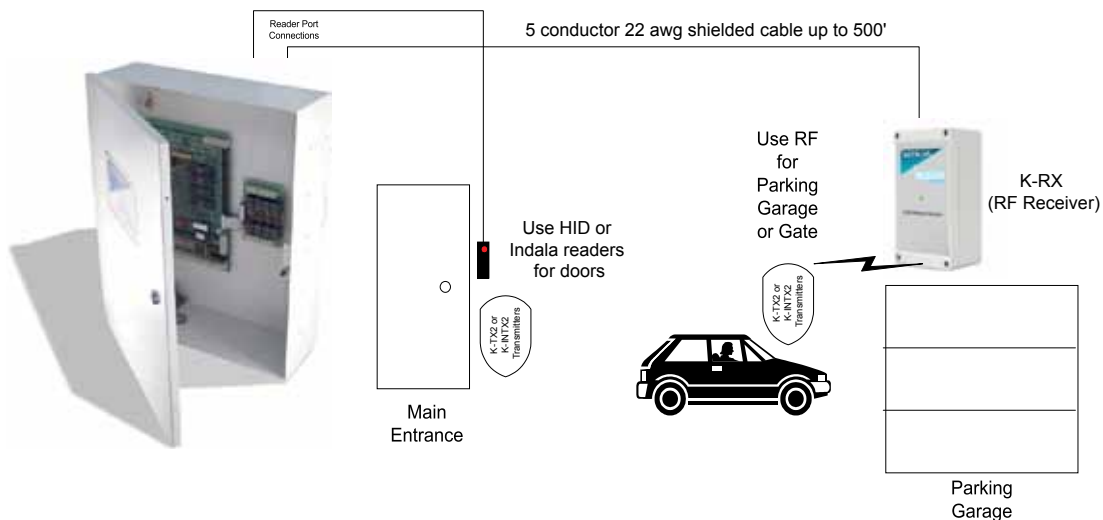 Reader Port
Connections
5 conductor 22 awg shielded cable up to 500'
Use RF
for
Parking
Garage
or Gate
K-RX
(RF Receiver)
Use HID or
Indala readers
for doors
K-TX2 or
K-INTX2
Transmitters
K-TX2 or
K-INTX2
Transmitters
Main
Entrance
Parking
Garage